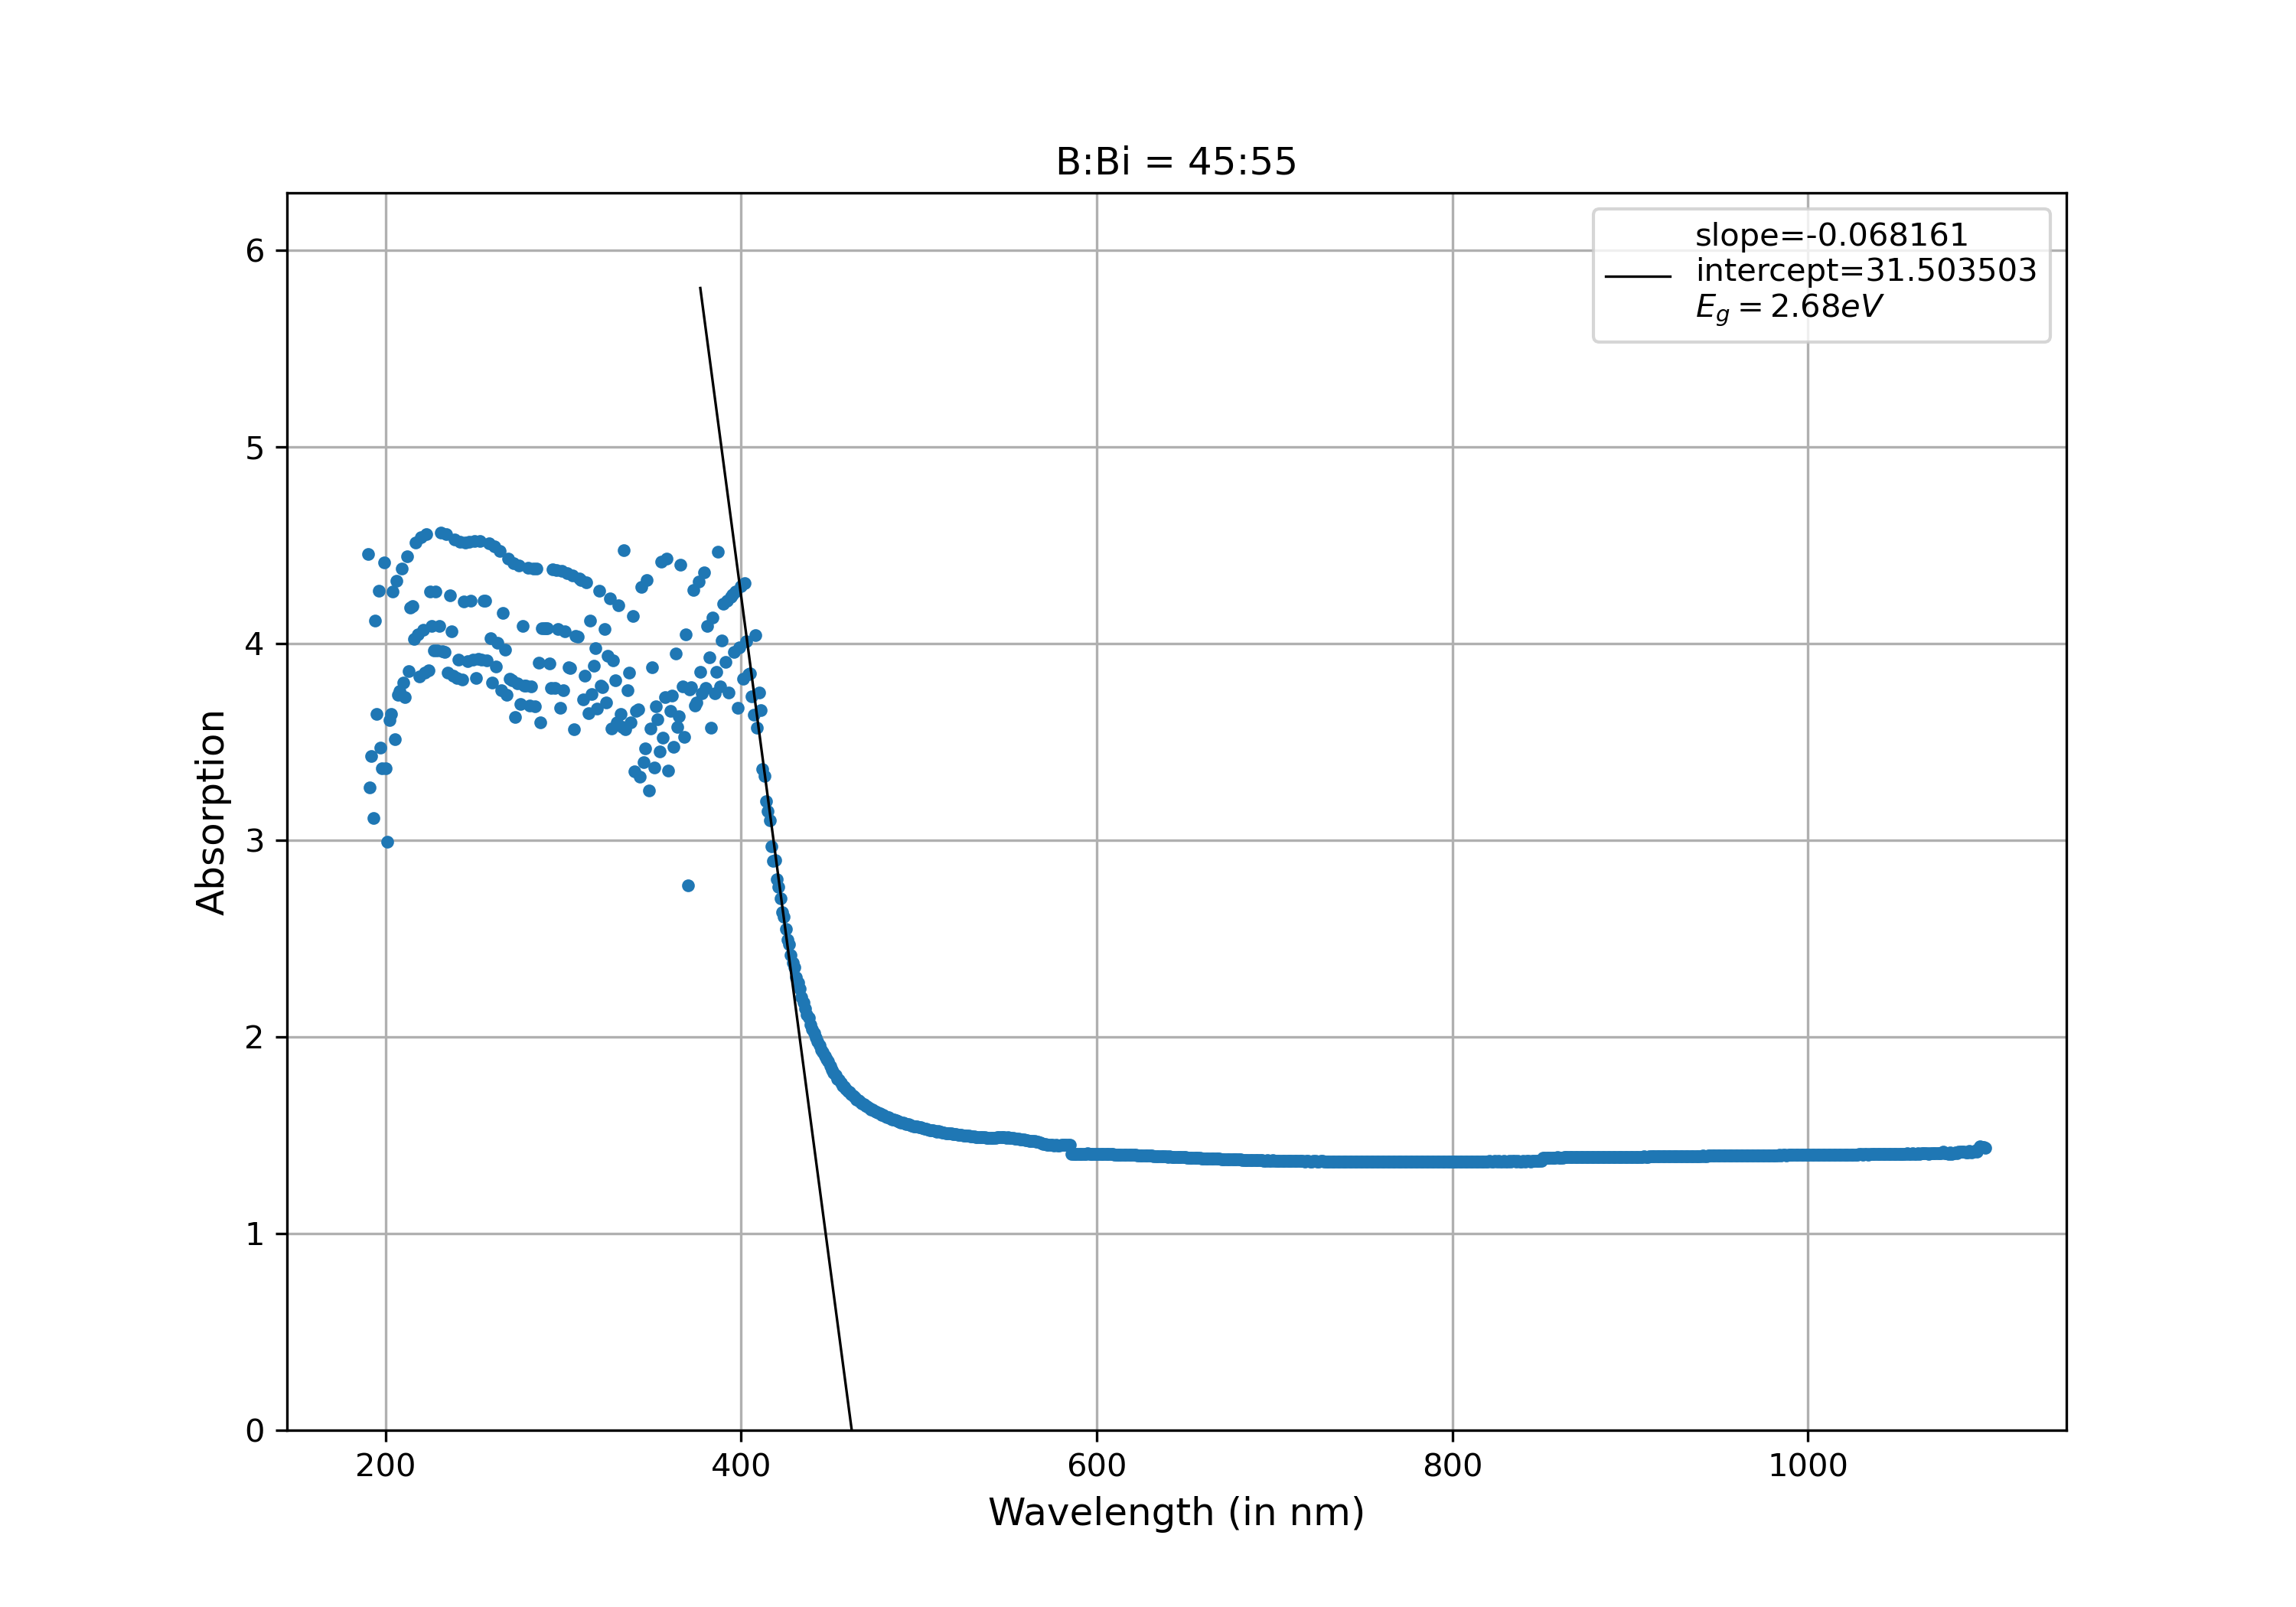 B:Bi = 45:55
slope=-0.068161
intercept=31.503503
E_g = 2.68eV
6
5
4
3
2
1
0
Absorption
200 400 600 800 1000
Wavelength (in nm)